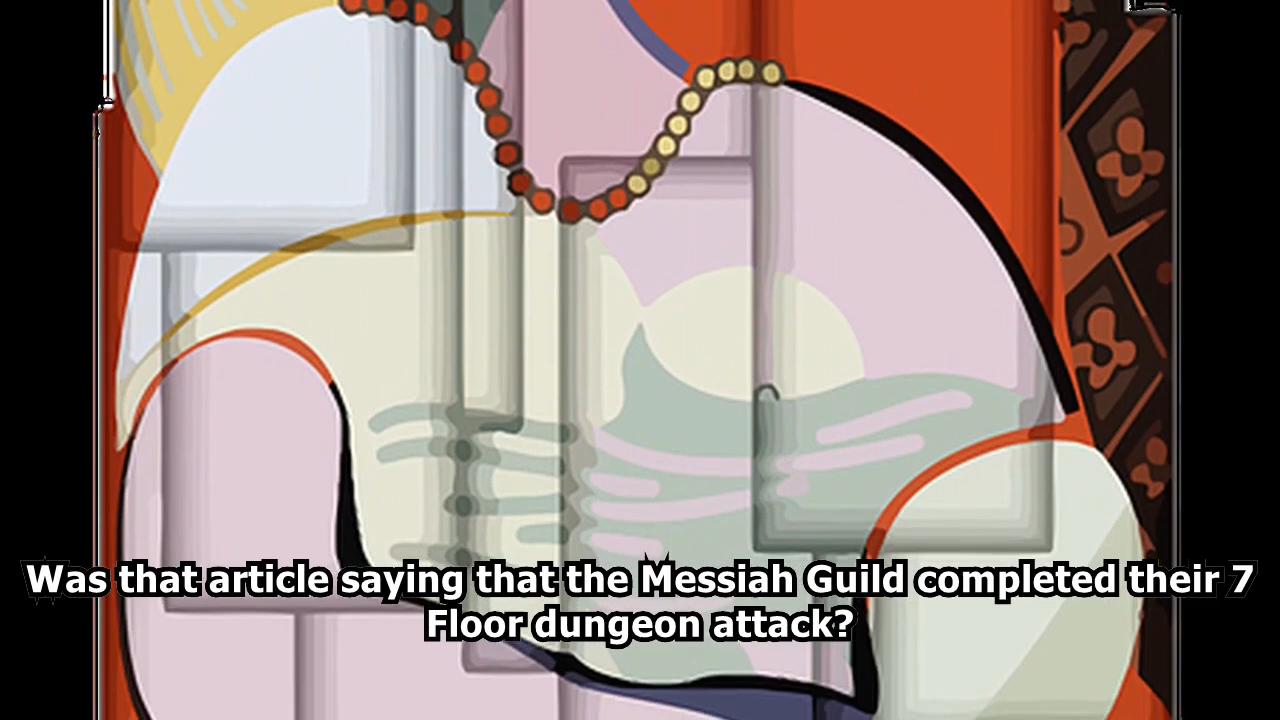 Was that article saying that the Messiah Guild completed their 7
Floor dungeon attack?